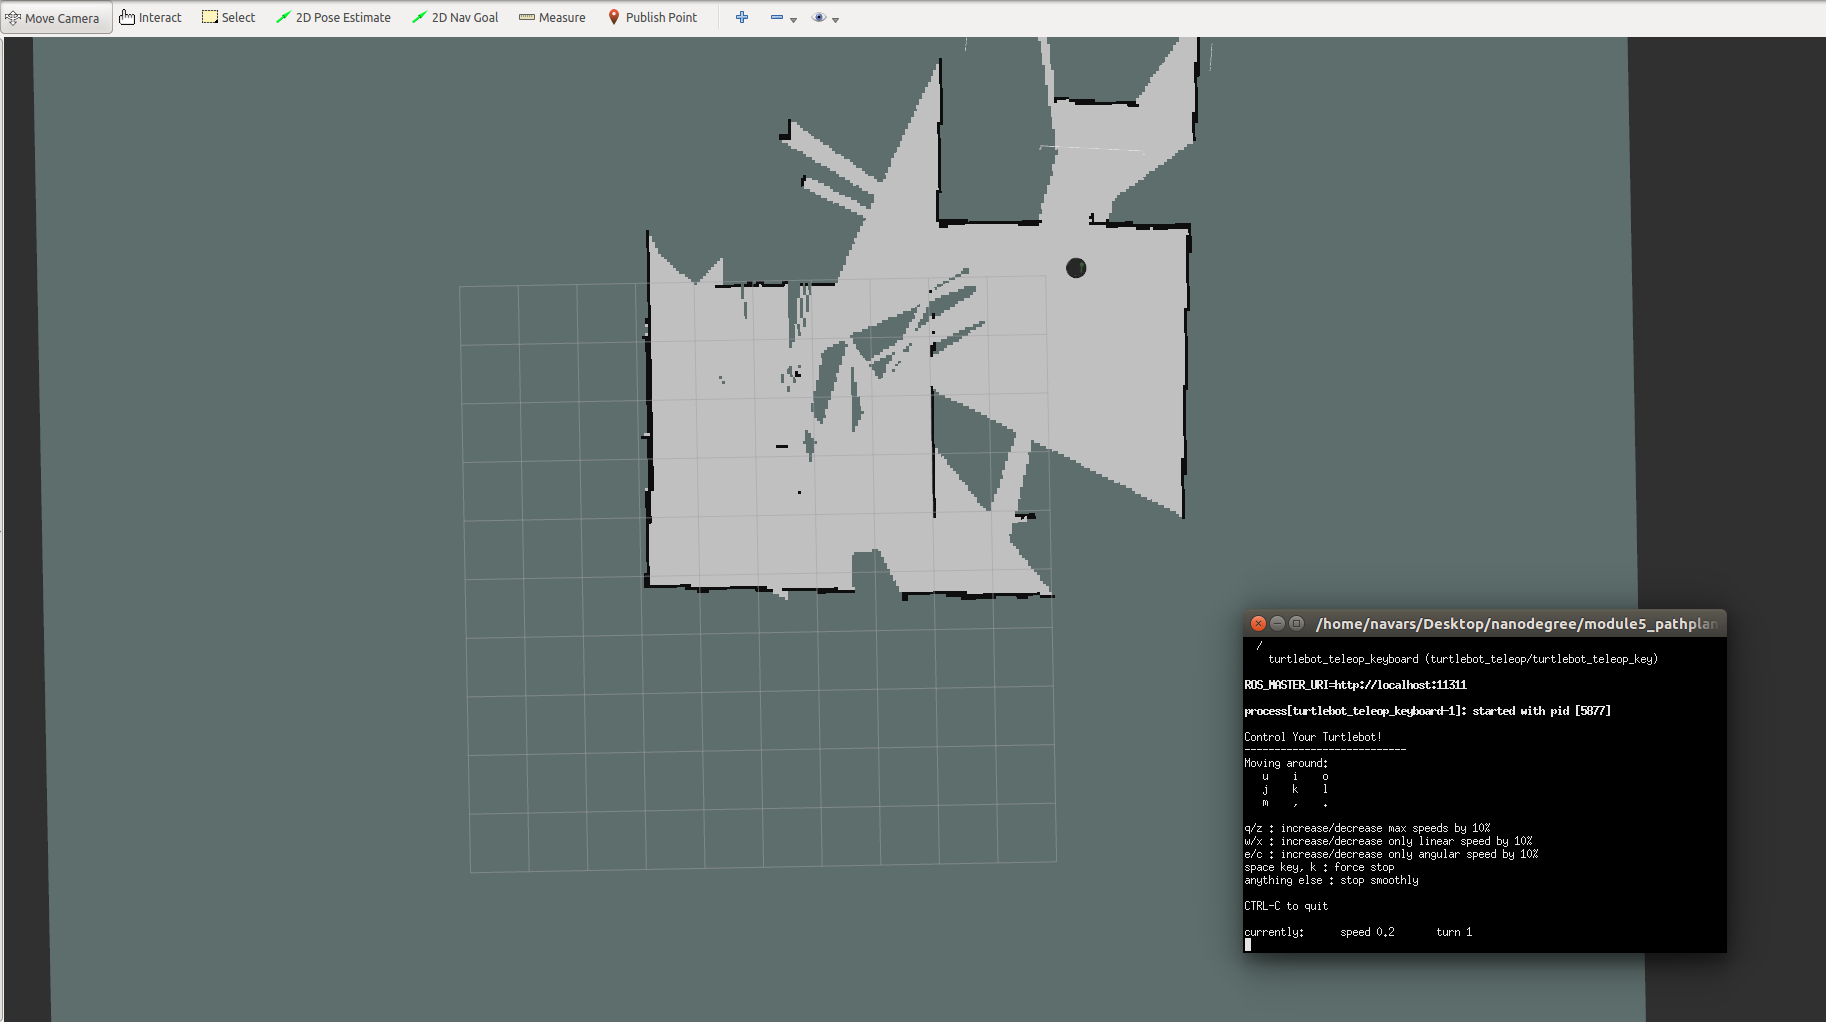 Move Camera Interact Select 2D Pose Estimate 2D Nav Goal Measure Publish Point
/home/navars/Desktop/nanodegree/module5_pathplan
/
turtlebot_teleop_keyboard (turtlebot_teleop/turtlebot_teleop_key)
ROS_MASTER_URI=http://localhost:11311
process[turtlebot_teleop_keyboard-1]: started with pid [5877]
Control Your Turtlebot!
---------------------------
Moving around:
u i o
j k l
m , .
q/z : increase/decrease max speeds by 10%
w/x : increase/decrease only linear speed by 10%
e/c : increase/decrease only angular speed by 10%
space key, k : force stop
anything else : stop smoothly
CTRL-C to quit
currently: speed 0.2 turn 1